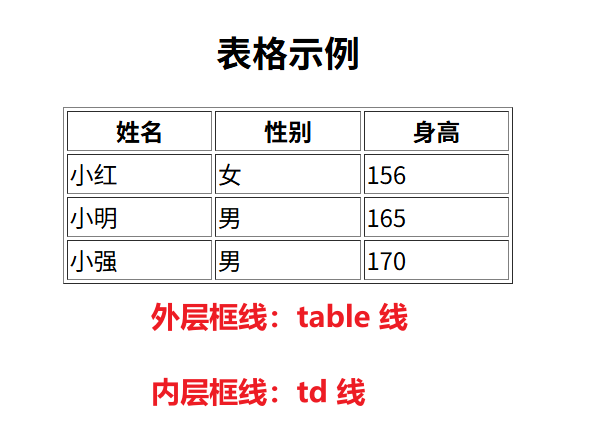 表格示例
姓名 性别 身高
小红 女 156
小明 男 165
小强 男 170
外层框线：table 线
内层框线：td 线